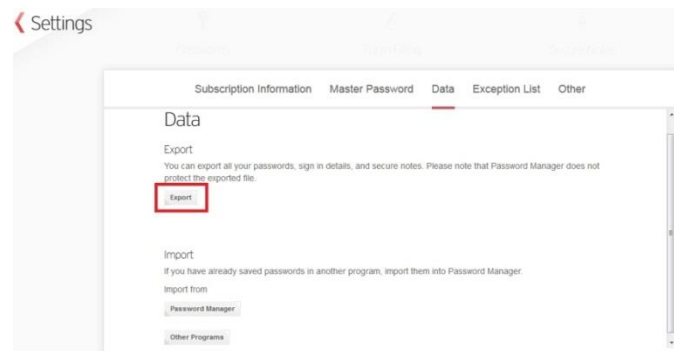 Settings
Subscription Information Master Password Data Exception List Other
Data
Export
You can export all your passwords, sign in details, and secure notes. Please note that Password Manager does not
protect the exported file.
Export
Import
If you have already saved passwords in another program, import them into Password Manager.
Import from
Password Manager
Other Programs